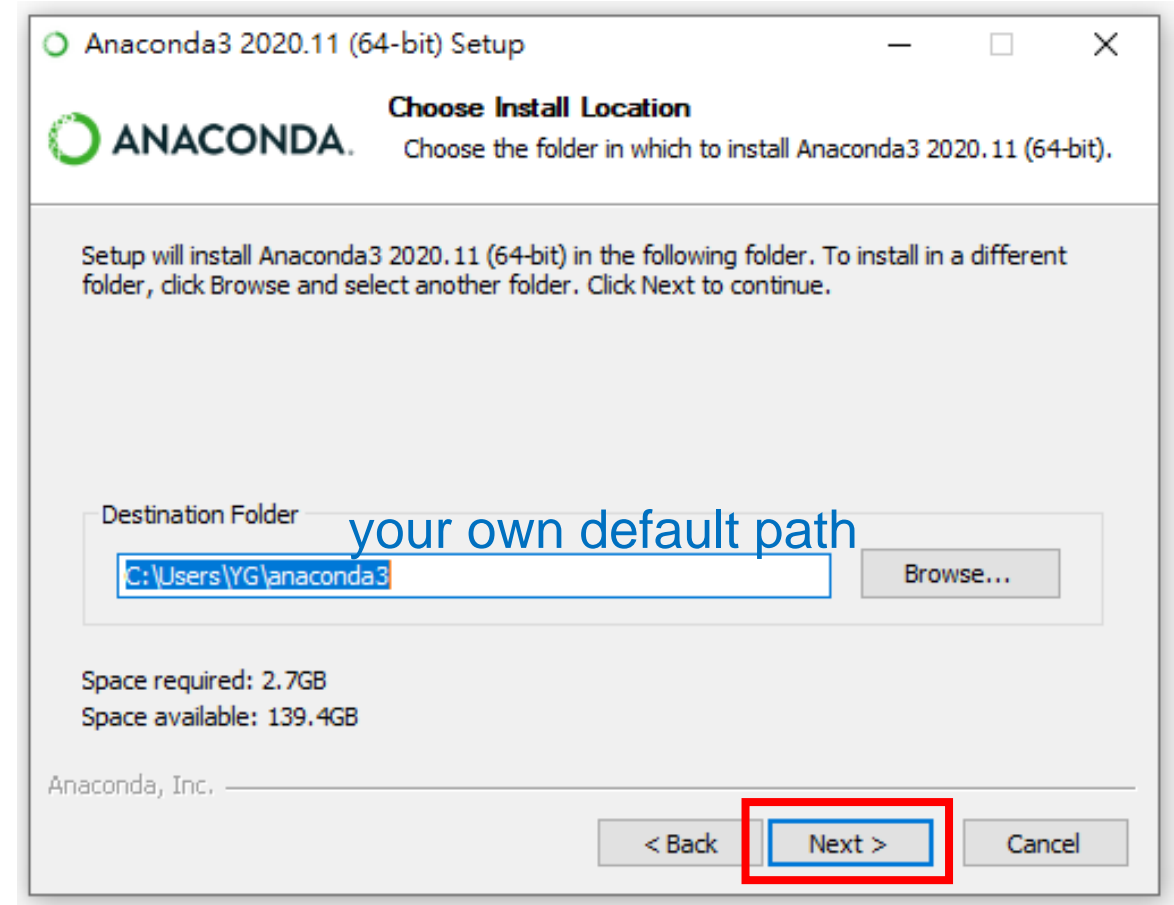 Anaconda3 2020.11 (64-bit) Setup
ANACONDA.
Choose Install Location
Choose the folder in which to install Anaconda3 2020.11 (64-bit).
Setup will install Anaconda3 2020.11 (64-bit) in the following folder. To install in a different
folder, click Browse and select another folder. Click Next to continue.
Destination Folder
your own default path
C:\Users\YG\anaconda3
Browse...
Space required: 2.7GB
Space available: 139.4GB
Anaconda, Inc.
< Back
Next >
Cancel